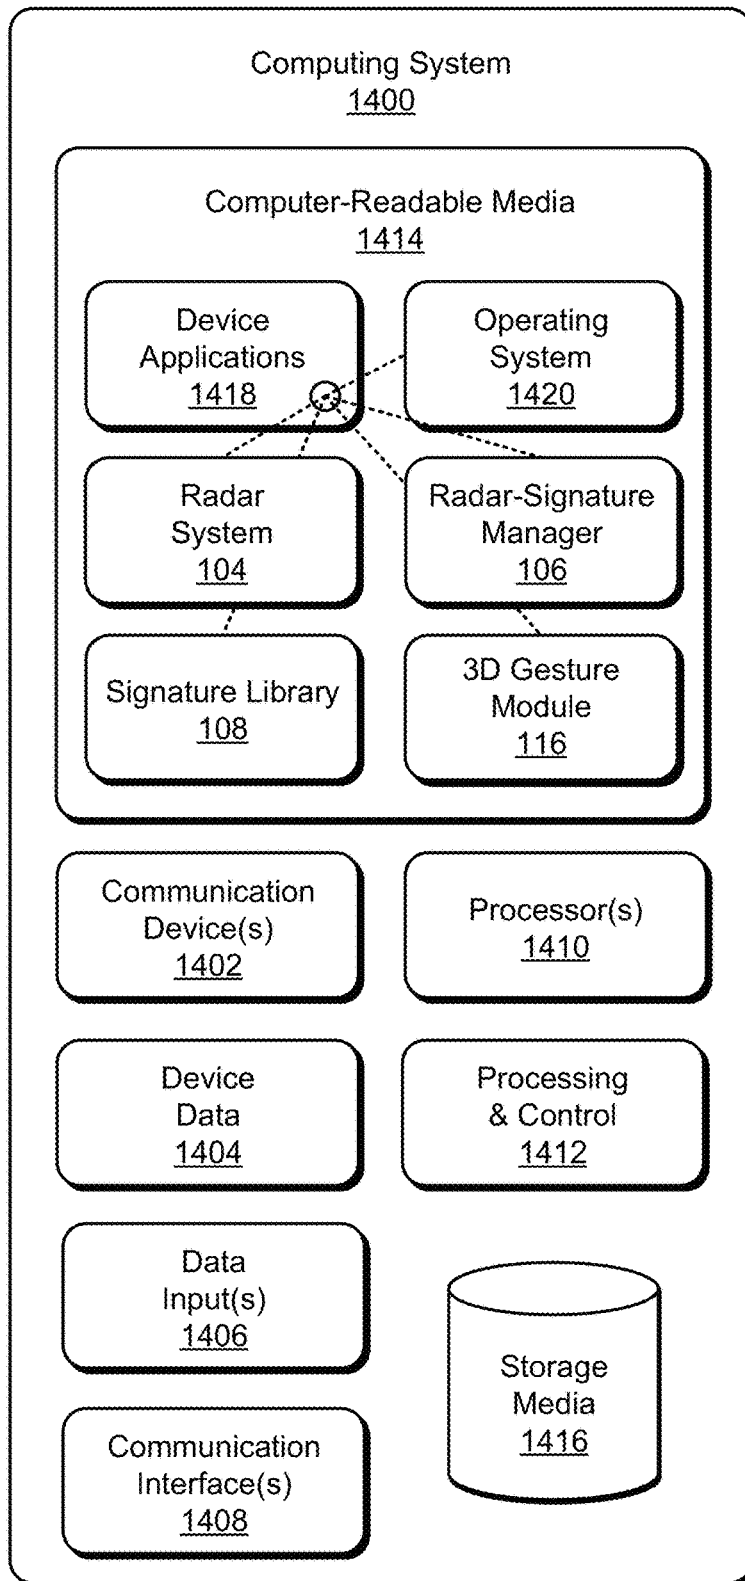 Computing System
1400
Computer-Readable Media
1414
Device
Applications
1418
Operating
System
1420
Radar
System
104
Radar-Signature
Manager
106
Signature Library
108
3D Gesture
Module
116
Communication
Device(s)
1402
Processor(s)
1410
Device
Data
1404
Processing
& Control
1412
Data
Input(s)
1406
Storage
Media
1416
Communication
Interface(s)
1408